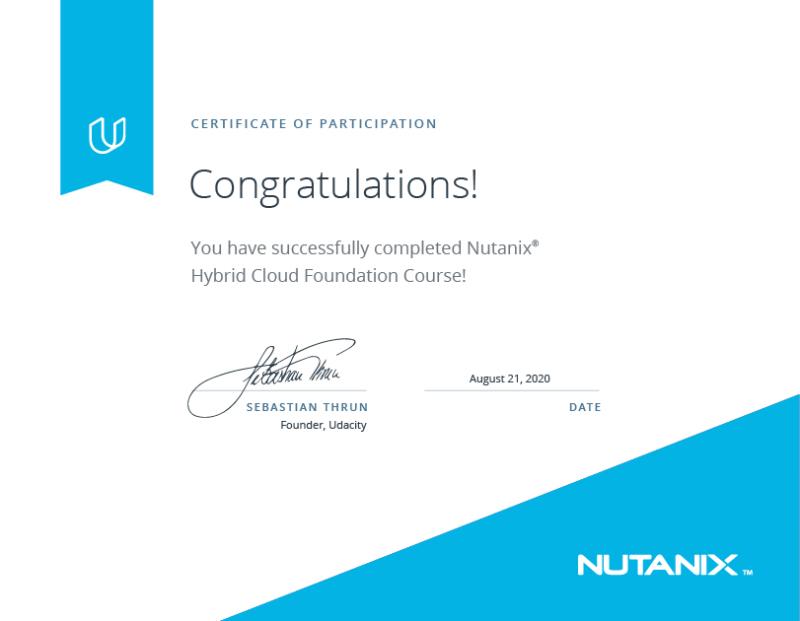 CERTIFICATE OF PARTICIPATION
Congratulations!
You have successfully completed Nutanix®
Hybrid Cloud Foundation Course!
Sebastian Thrun
August 21, 2020
SEBASTIAN THRUN
DATE
Founder, Udacity
NUTANIX™